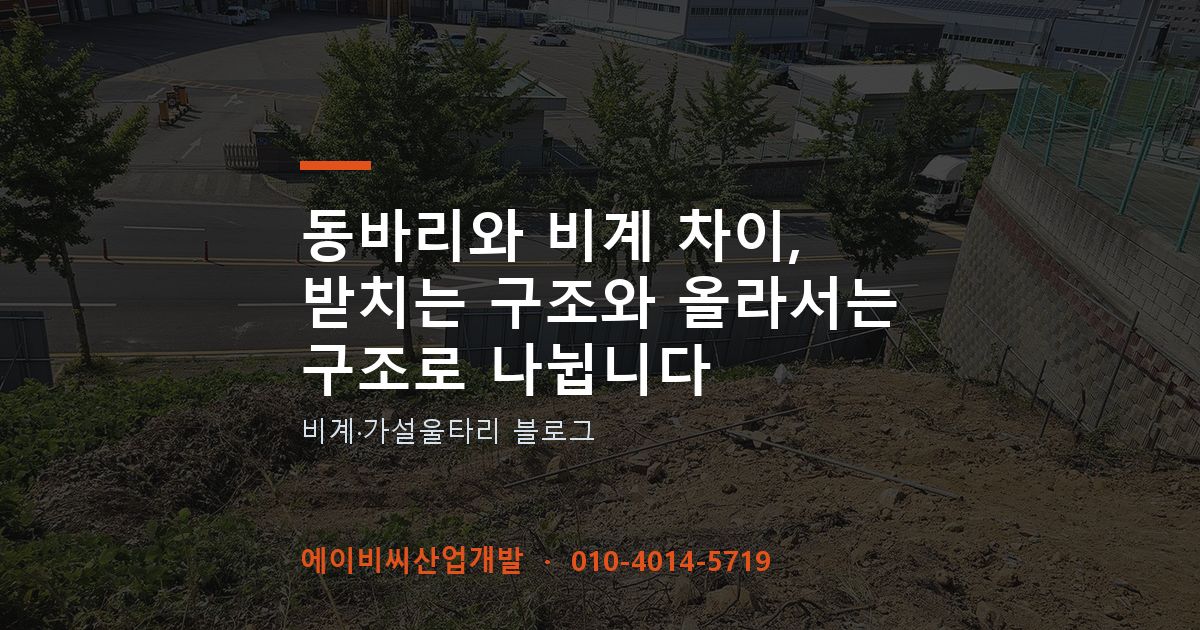 동바리와 비계 차이,
받치는 구조와 올라서는
구조로 나뉩니다
비계·가설울타리 블로그
에이비씨산업개발 · 010-4014-5719